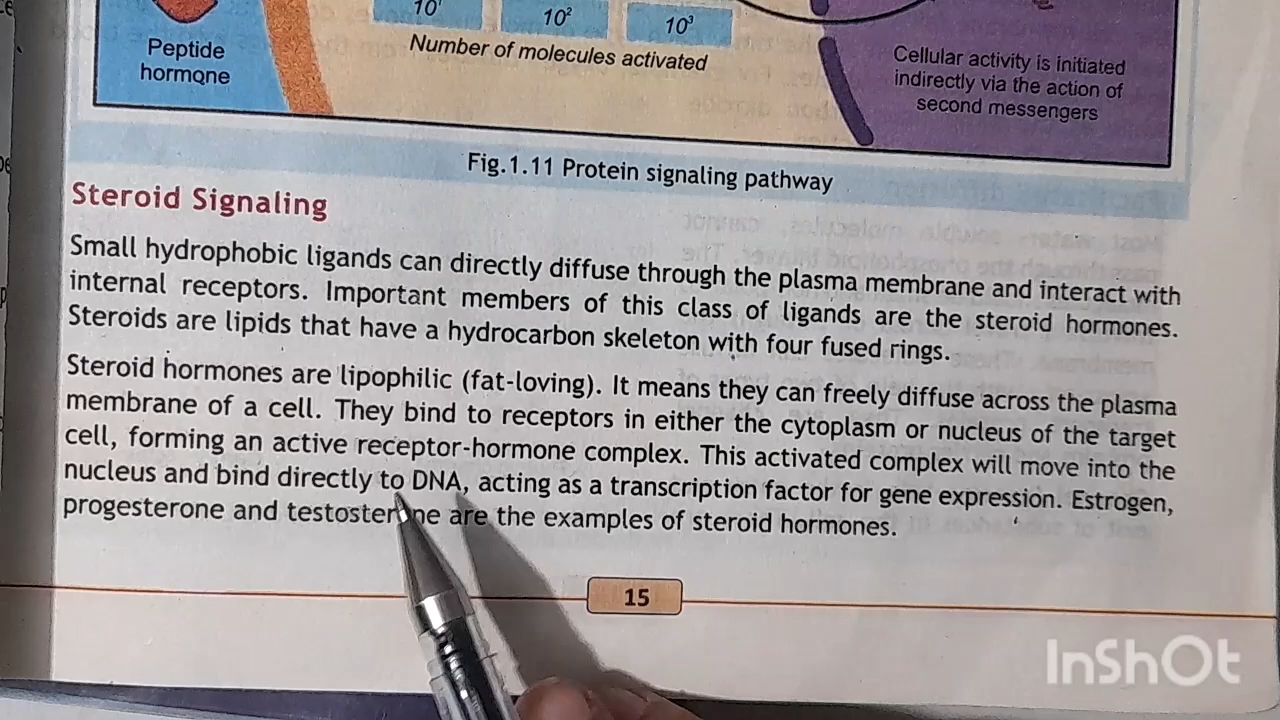 10¹
10²
10³
Peptide
hormone
Number of molecules activated
Cellular activity is initiated
indirectly via the action of
second messengers
Fig.1.11 Protein signaling pathway
Steroid Signaling
Small hydrophobic ligands can directly diffuse through the plasma membrane and interact with
internal receptors. Important members of this class of ligands are the steroid hormones.
Steroids are lipids that have a hydrocarbon skeleton with four fused rings.
Steroid hormones are lipophilic (fat-loving). It means they can freely diffuse across the plasma
membrane of a cell. They bind to receptors in either the cytoplasm or nucleus of the target
cell, forming an active receptor-hormone complex. This activated complex will move into the
nucleus and bind directly to DNA, acting as a transcription factor for gene expression. Estrogen,
progesterone and testosterone are the examples of steroid hormones.
15
InShOt